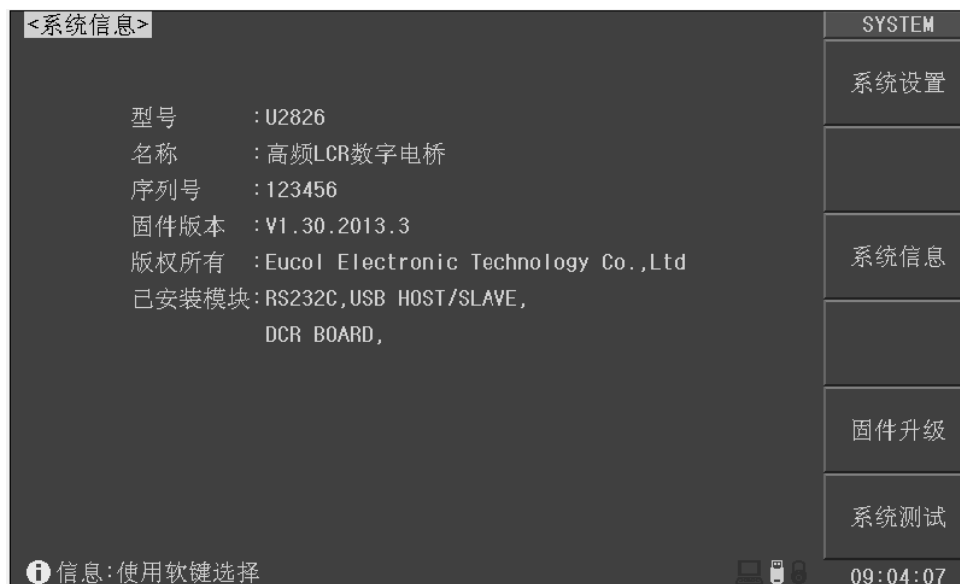 <系统信息>
SYSTEM
系统设置
型号 :U2826
名称 :高频LCR数字电桥
序列号 :123456
固件版本 :V1.30.2013.3
版权所有 :Eucol Electronic Technology Co.,Ltd
系统信息
已安装模块:RS232C,USB HOST/SLAVE,
DCR BOARD,
固件升级
系统测试
信息:使用软键选择
09:04:07